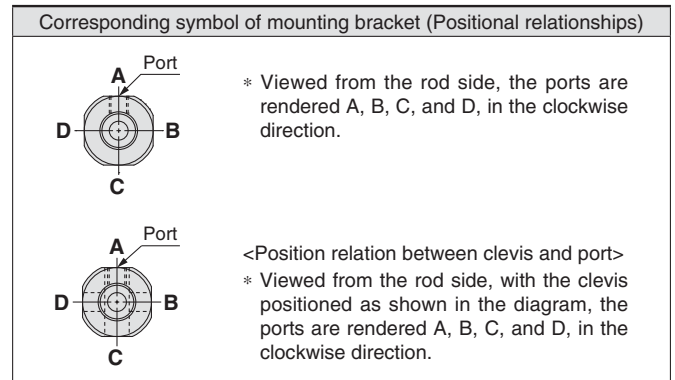 Corresponding symbol of mounting bracket (Positional relationships)
Port
A
D
B
C
* Viewed from the rod side, the ports are
rendered A, B, C, and D, in the clockwise
direction.
Port
A
D
B
C
<Position relation between clevis and port>
* Viewed from the rod side, with the clevis
positioned as shown in the diagram, the
ports are rendered A, B, C, and D, in the
clockwise direction.